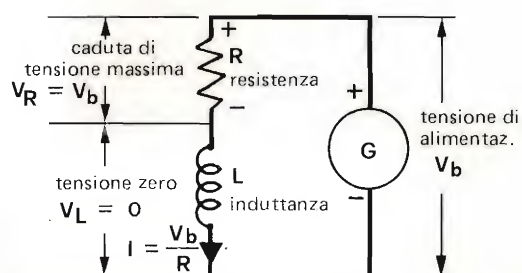 caduta di
tensione massima
V_R = V_b
+
R
resistenza
−
tensione zero
V_L = 0
L
induttanza
I = V_b/R
+
G
−
tensione di
alimentaz.
V_b